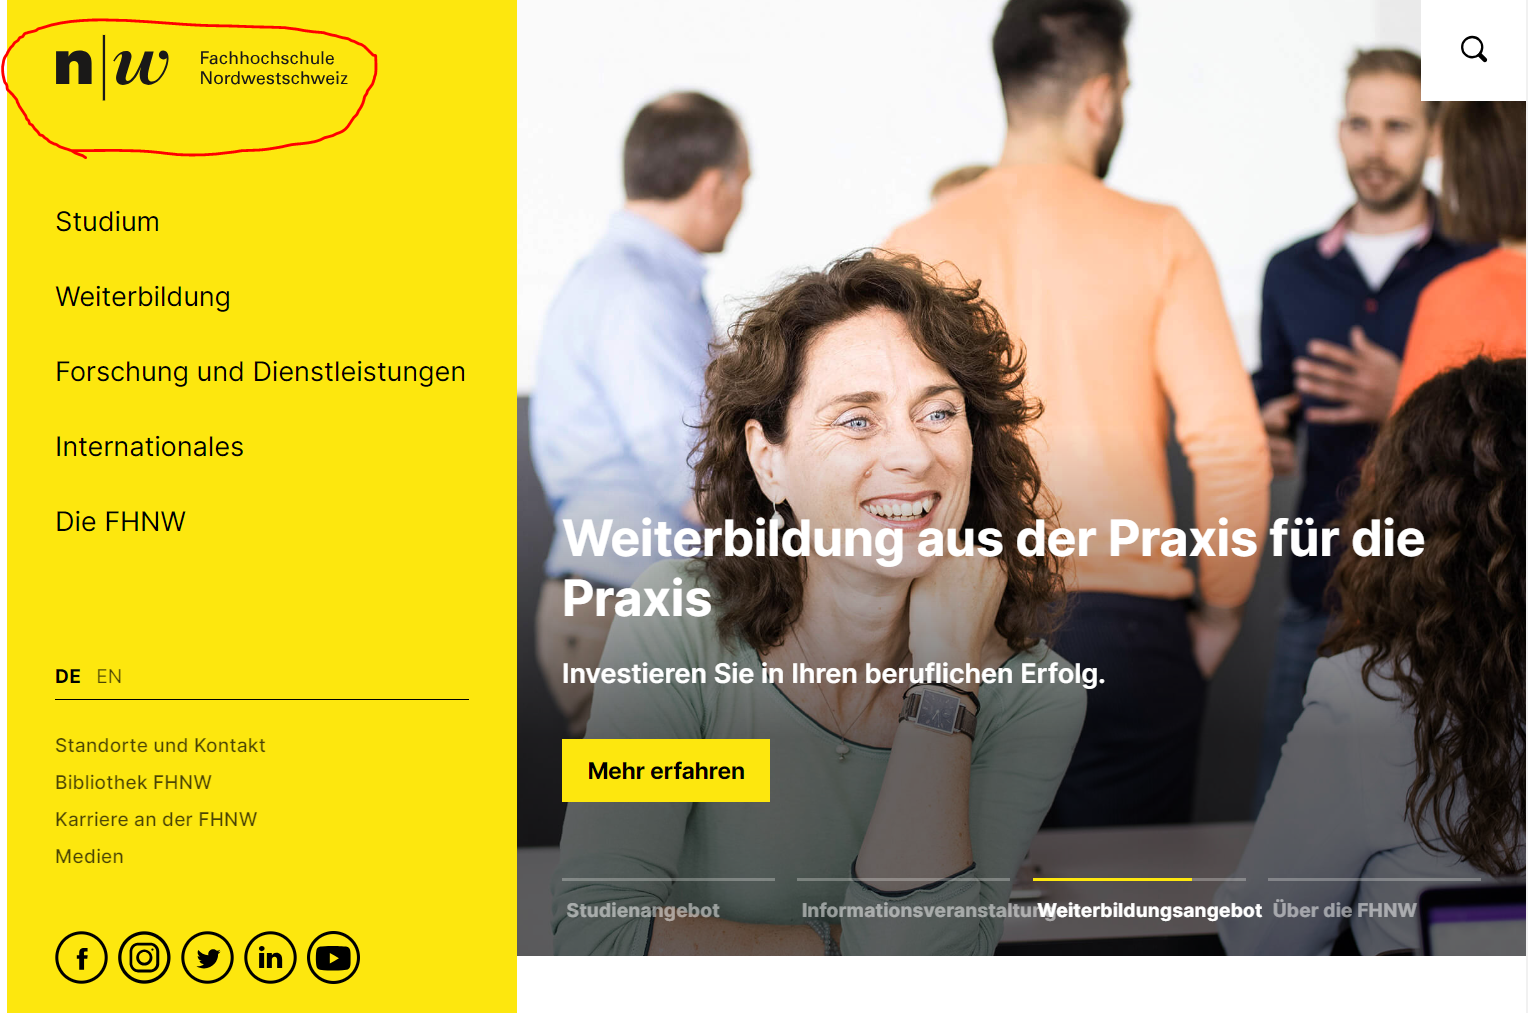 n|w Fachhochschule
Nordwestschweiz
Studium
Weiterbildung
Forschung und Dienstleistungen
Internationales
Die FHNW
DE EN
Standorte und Kontakt
Bibliothek FHNW
Karriere an der FHNW
Medien
Weiterbildung aus der Praxis für die
Praxis
Investieren Sie in Ihren beruflichen Erfolg.
Mehr erfahren
Studienangebot Informationsveranstaltung Weiterbildungsangebot Über die FHNW